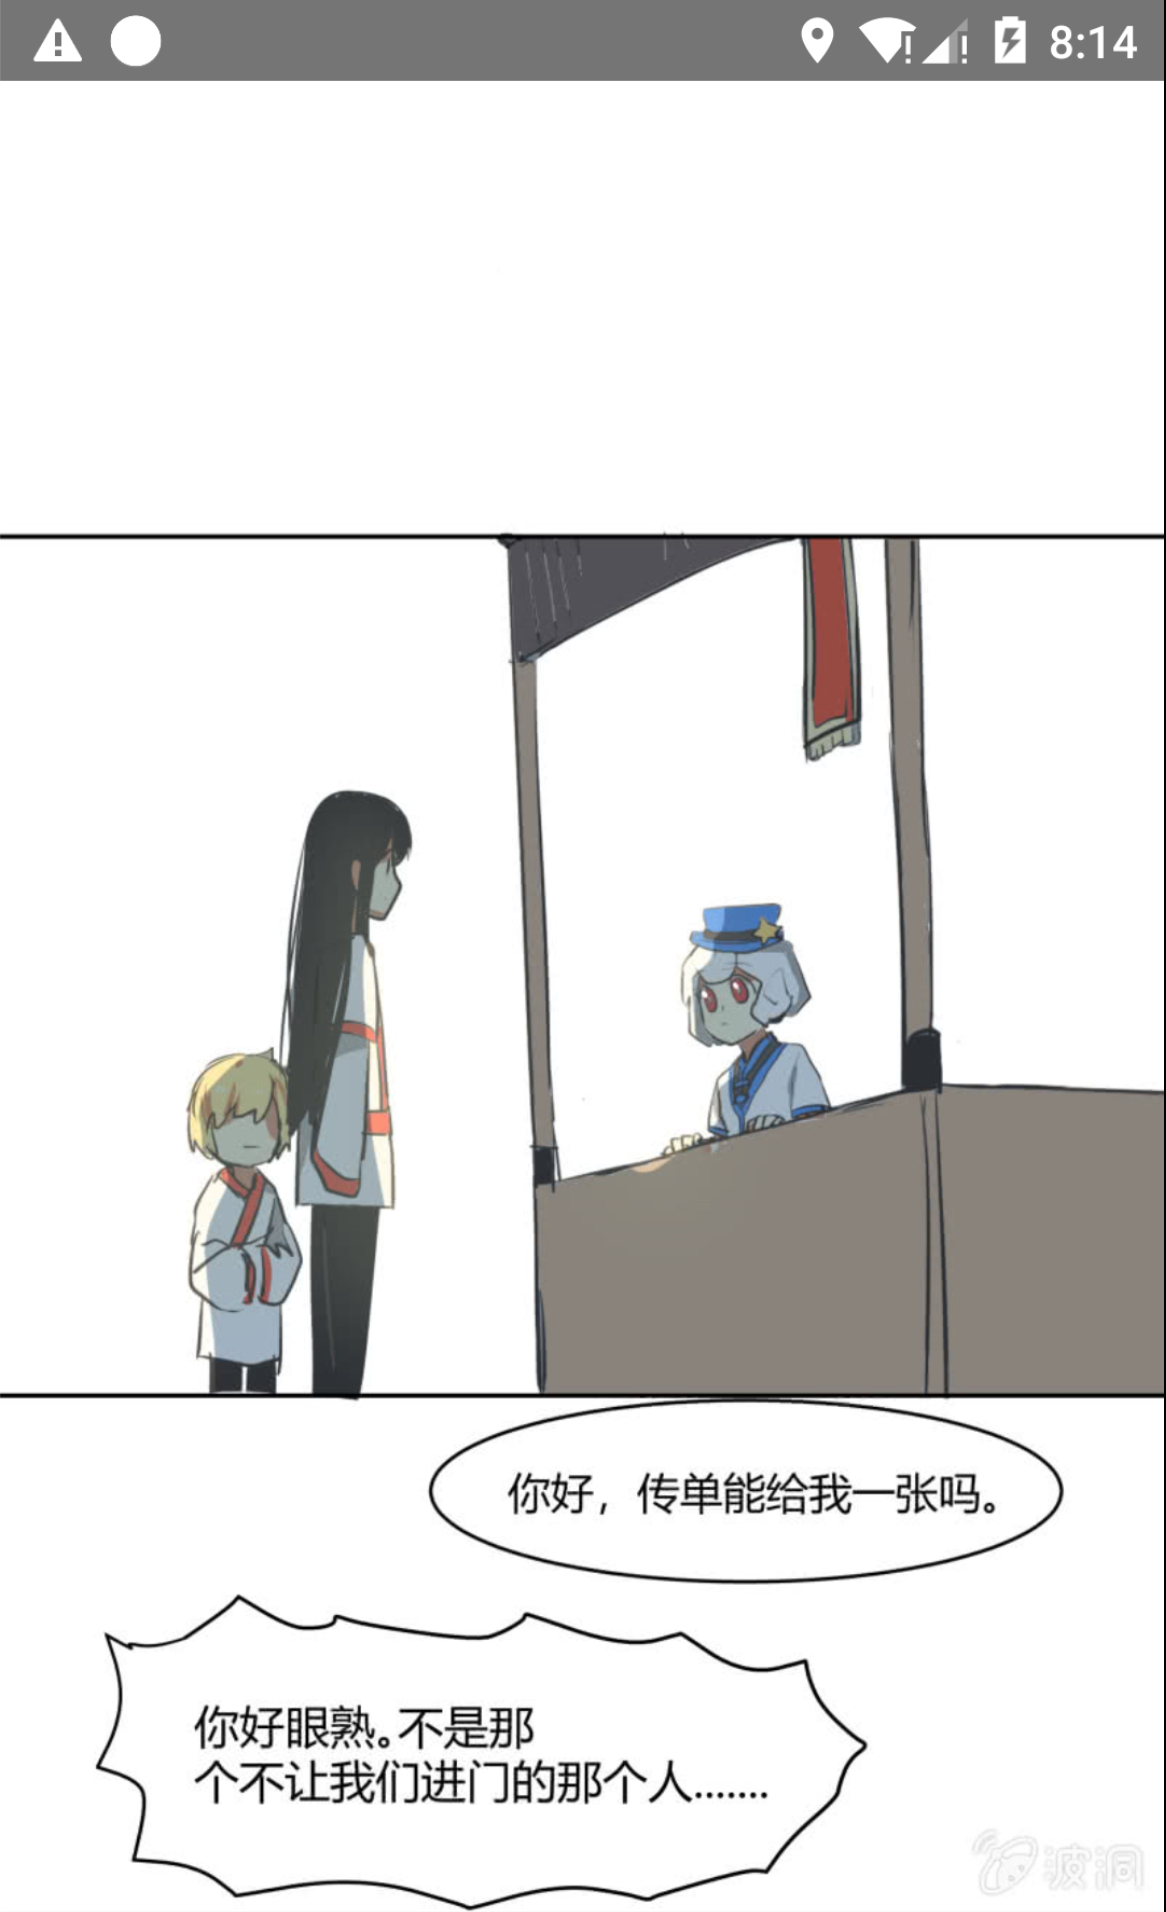 8:14
你好，传单能给我一张吗。
你好眼熟。不是那
个不让我们进门的那个人.......
波洞